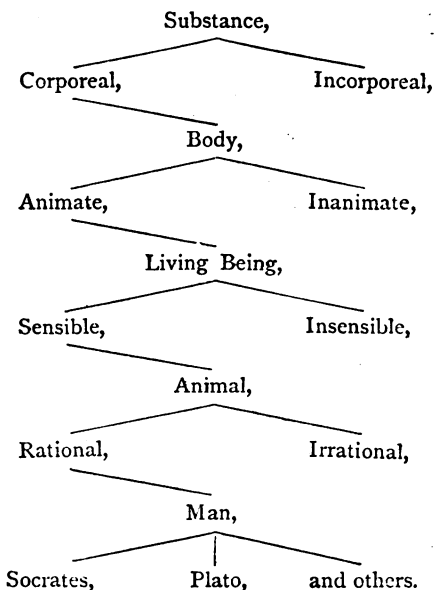 Substance,
Corporeal, Incorporeal,
Body,
Animate, Inanimate,
Living Being,
Sensible, Insensible,
Animal,
Rational, Irrational,
Man,
Socrates, Plato, and others.